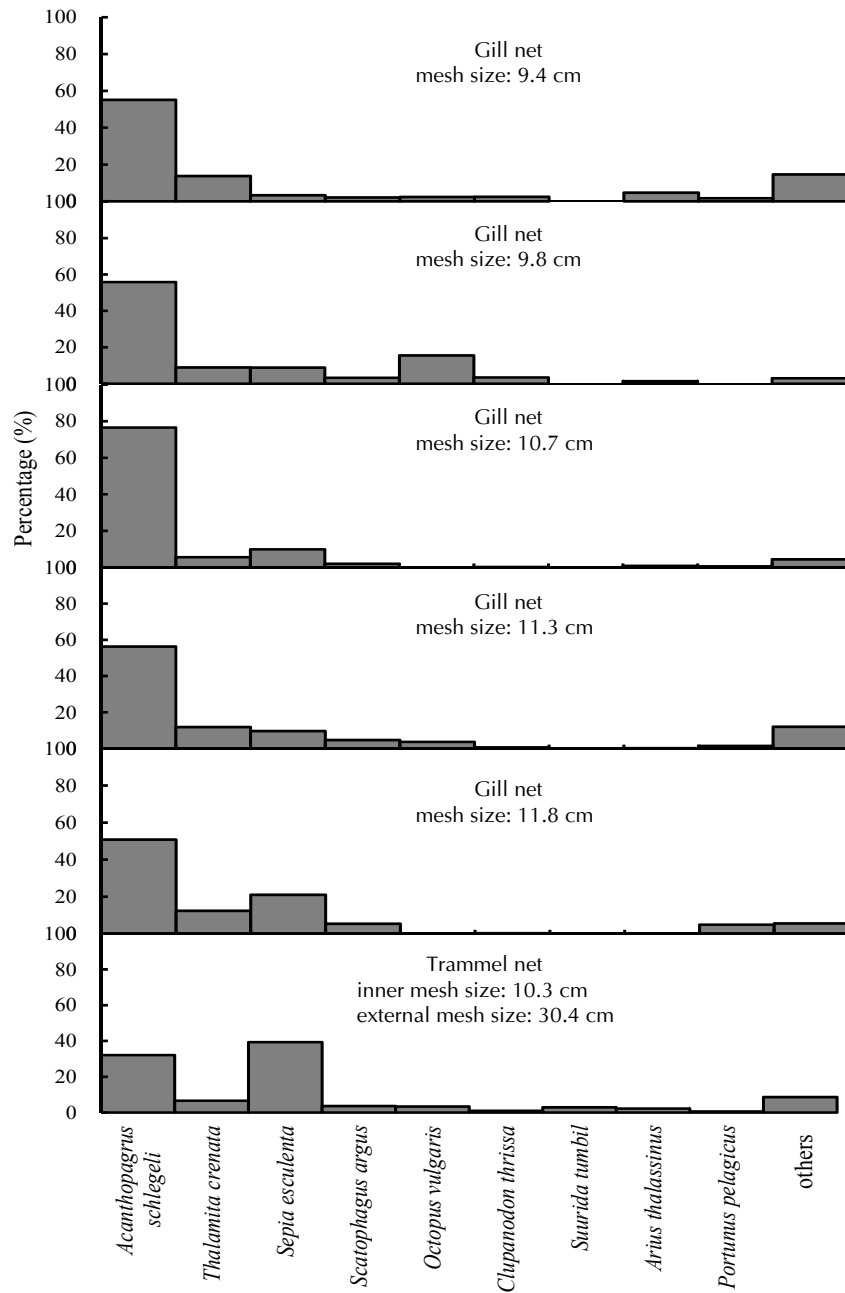 100
80
60
40
20
0
Gill net
mesh size: 9.4 cm
100
80
60
40
20
0
Gill net
mesh size: 9.8 cm
100
80
60
40
20
0
Gill net
mesh size: 10.7 cm
100
80
60
40
20
0
Gill net
mesh size: 11.3 cm
100
80
60
40
20
0
Gill net
mesh size: 11.8 cm
100
80
60
40
20
0
Trammel net
inner mesh size: 10.3 cm
external mesh size: 30.4 cm
Percentage (%)
Acanthopagrus
schlegeli
Thalamita crenata
Sepia esculenta
Scatophagus argus
Octopus vulgaris
Clupanodon thrissa
Suurida tumbil
Arius thalassinus
Portunus pelagicus
others